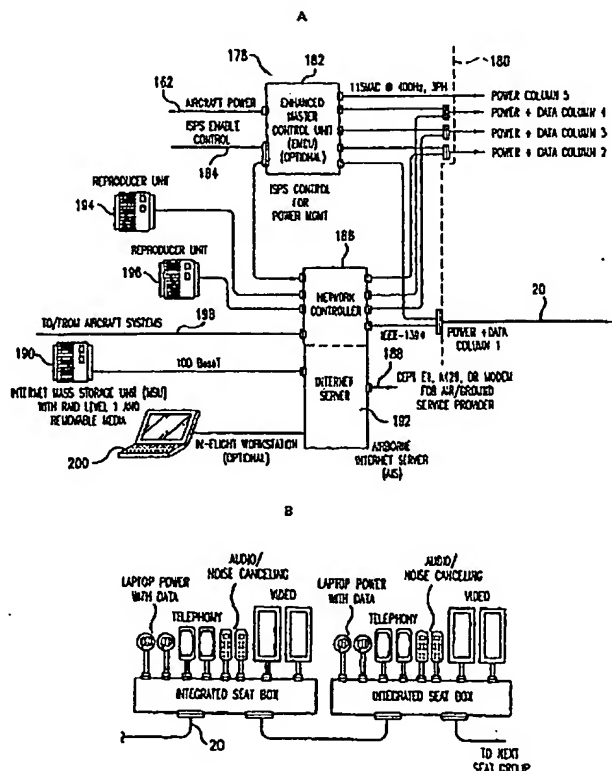 A
178
182
180
115VAC @ 400Hz, 3PH
162
AIRCRAFT POWER
ENHANCED
MASTER
CONTROL UNIT
(EMCU)
(OPTIONAL)
POWER COLUMN 5
POWER + DATA COLUMN 4
POWER + DATA COLUMN 3
POWER + DATA COLUMN 2
ISPS ENABLE
CONTROL
184
REPRODUCER UNIT
194
ISPS CONTROL
FOR
POWER MGMT
REPRODUCER UNIT
196
NETWORK
CONTROLLER
TO/FROM AIRCRAFT SYSTEMS
198
20
IEEE-1394
POWER + DATA
COLUMN 1
190
100 BaseT
INTERNET MASS STORAGE UNIT (MSU)
WITH RAID LEVEL
AND
REMOVABLE MEDIA
INTERNET
SERVER
188
OR MODEM
FOR AIR/GROUND
SERVICE PROVIDER
192
200
IN-FLIGHT WORKSTATION
(OPTIONAL)
AIRBORNE
INTERNET SERVER
(AIS)
B
LAPTOP POWER
WITH DATA
TELEPHONY
AUDIO/
NOISE CANCELING
VIDEO
LAPTOP POWER
WITH DATA
TELEPHONY
AUDIO/
NOISE CANCELING
VIDEO
INTEGRATED SEAT BOX
INTEGRATED SEAT BOX
20
TO NEXT
SEAT GROUP